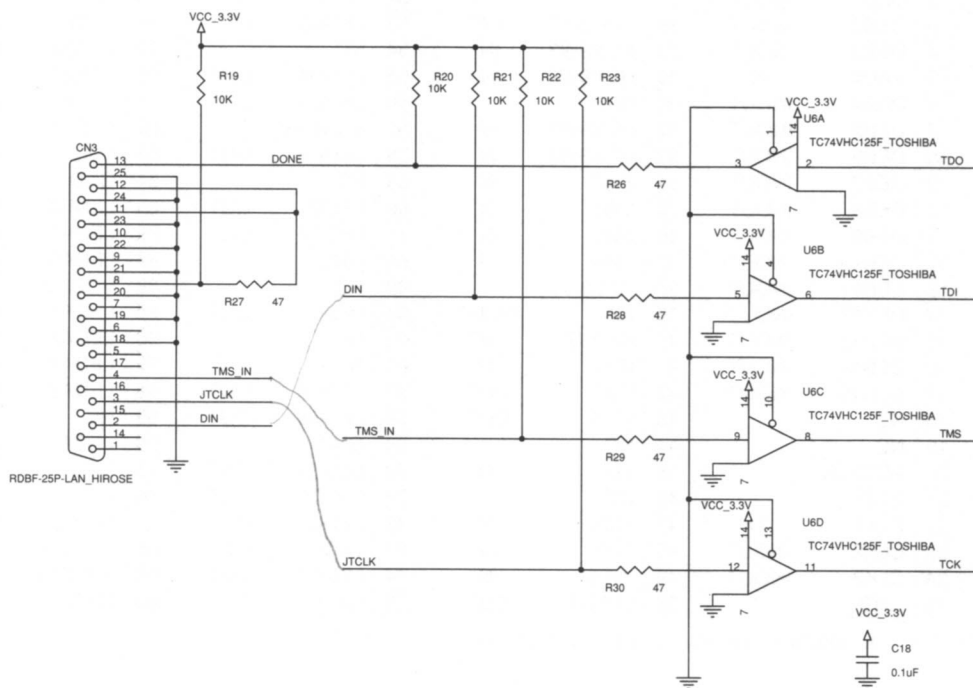 VCC_3.3V
R19
10K
R20
10K
R21
10K
R22
10K
R23
10K
VCC_3.3V
U6A
14
1
TC74VHC125F_TOSHIBA
CN3
13
DONE
R26
47
3
2
TDO
7
25
12
24
11
23
10
22
9
21
8
R27
47
20
7
19
6
18
5
17
4
TMS_IN
16
3
JTCLK
15
2
DIN
14
1
RDBF-25P-LAN_HIROSE
VCC_3.3V
U6B
14
4
TC74VHC125F_TOSHIBA
DIN
R28
47
5
6
TDI
7
VCC_3.3V
U6C
14
10
TC74VHC125F_TOSHIBA
TMS_IN
R29
47
9
8
TMS
7
VCC_3.3V
U6D
14
13
TC74VHC125F_TOSHIBA
JTCLK
R30
47
12
11
TCK
7
VCC_3.3V
C18
0.1uF